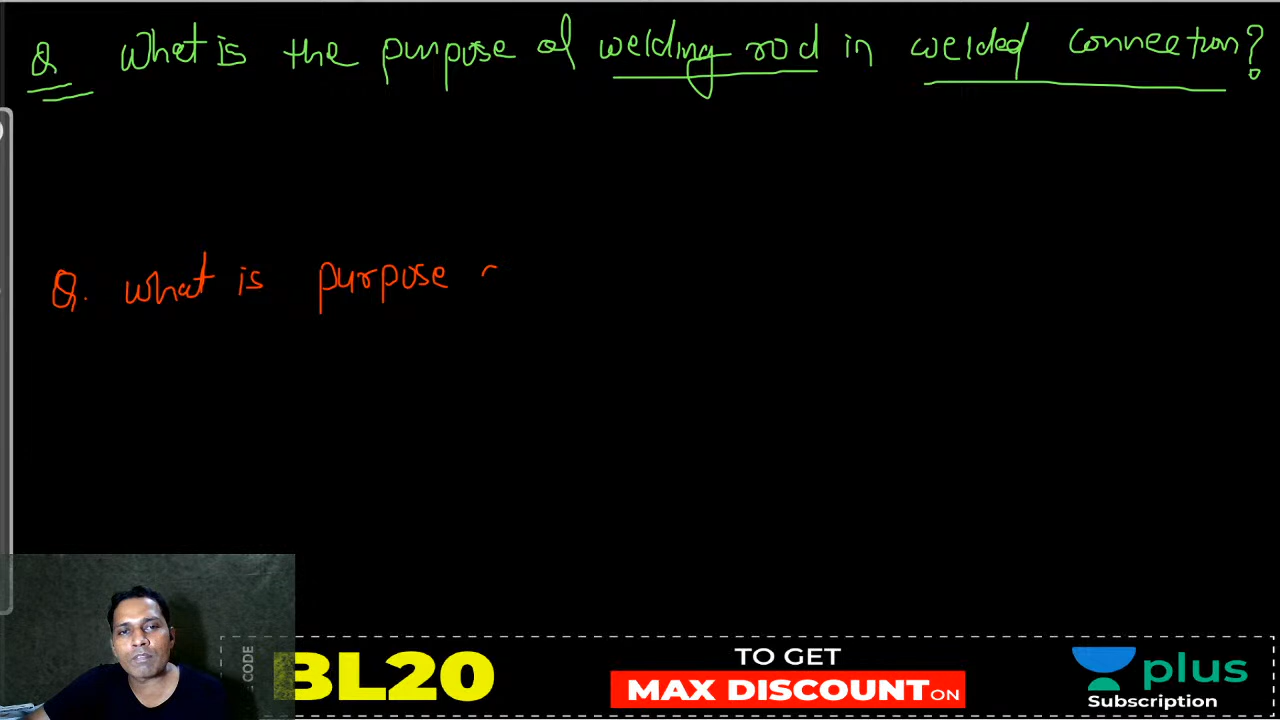 Q What is the purpose of welding rod in welded connection?
Q. What is purpose
CODE
BL20
TO GET
MAX DISCOUNT ON
plus
Subscription